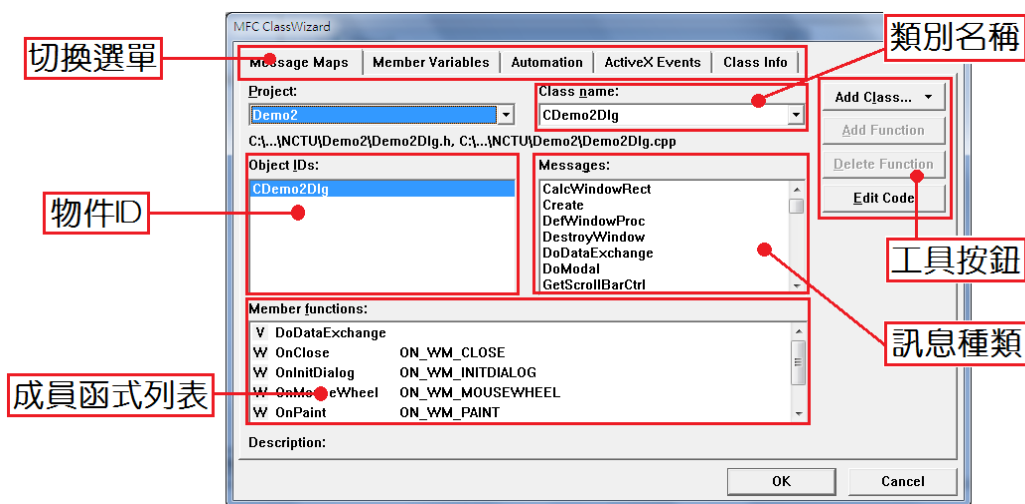 MFC ClassWizard
切換選單
類別名稱
Message Maps
Member Variables
Automation
ActiveX Events
Class Info
Project:
Class name:
Demo2
CDemo2Dlg
Add Class...
Add Function
Delete Function
Edit Code
C:\...\NCTU\Demo2\Demo2Dlg.h, C:\...\NCTU\Demo2\Demo2Dlg.cpp
Object IDs:
Messages:
CDemo2Dlg
CalcWindowRect
Create
DefWindowProc
DestroyWindow
DoDataExchange
DoModal
GetScrollBarCtrl
物件ID
工具按鈕
訊息種類
成員函式列表
Member functions:
V DoDataExchange
W OnClose ON_WM_CLOSE
W OnInitDialog ON_WM_INITDIALOG
W OnMouseWheel ON_WM_MOUSEWHEEL
W OnPaint ON_WM_PAINT
Description:
OK
Cancel